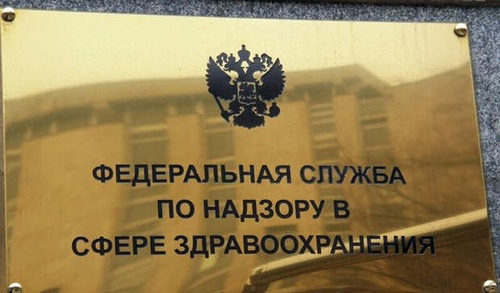 ФЕДЕРАЛЬНАЯ СЛУЖБА
ПО НАДЗОРУ В
СФЕРЕ ЗДРАВООХРАНЕНИЯ